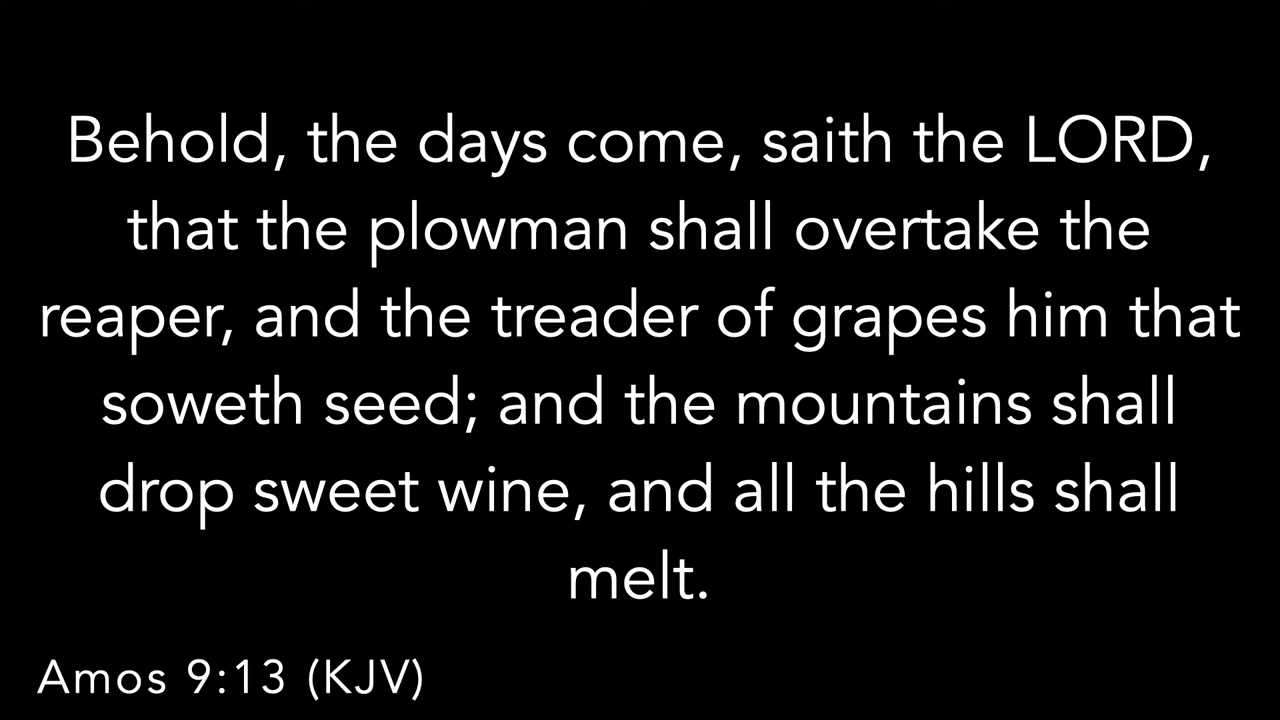 Behold, the days come, saith the LORD,
that the plowman shall overtake the
reaper, and the treader of grapes him that
soweth seed; and the mountains shall
drop sweet wine, and all the hills shall
melt.
Amos 9:13 (KJV)